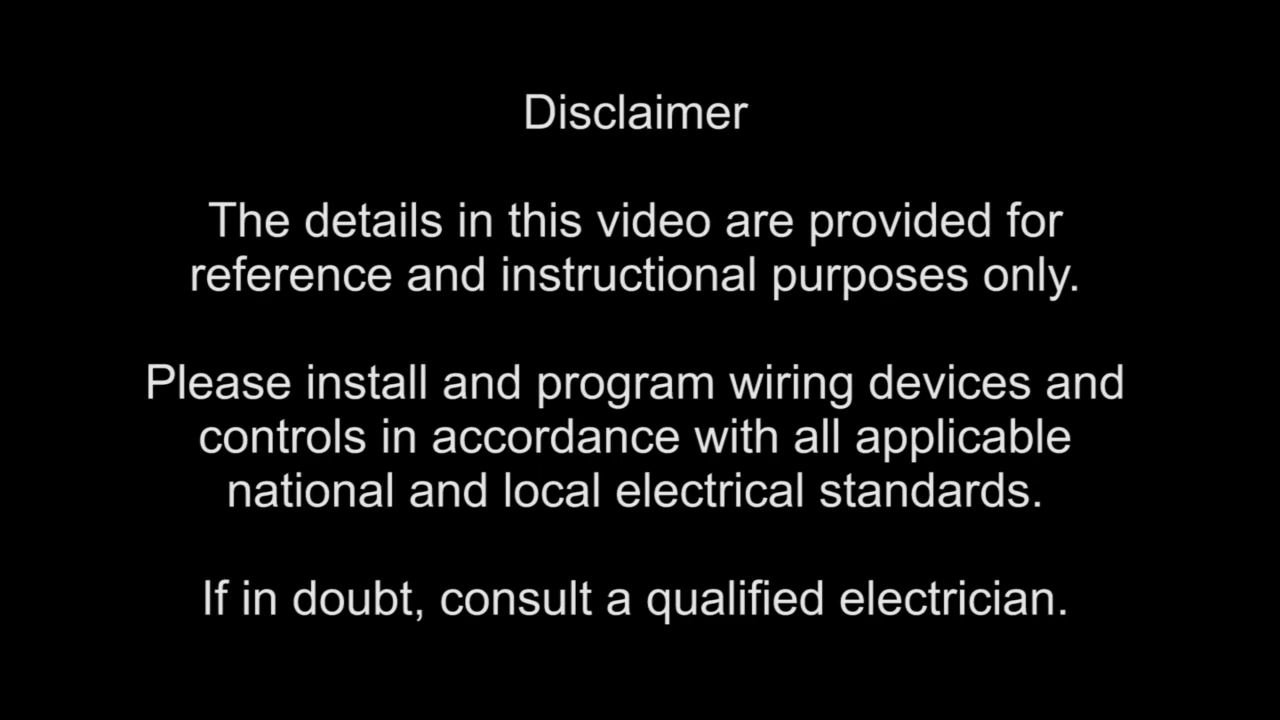 Disclaimer
The details in this video are provided for
reference and instructional purposes only.
Please install and program wiring devices and
controls in accordance with all applicable
national and local electrical standards.
If in doubt, consult a qualified electrician.